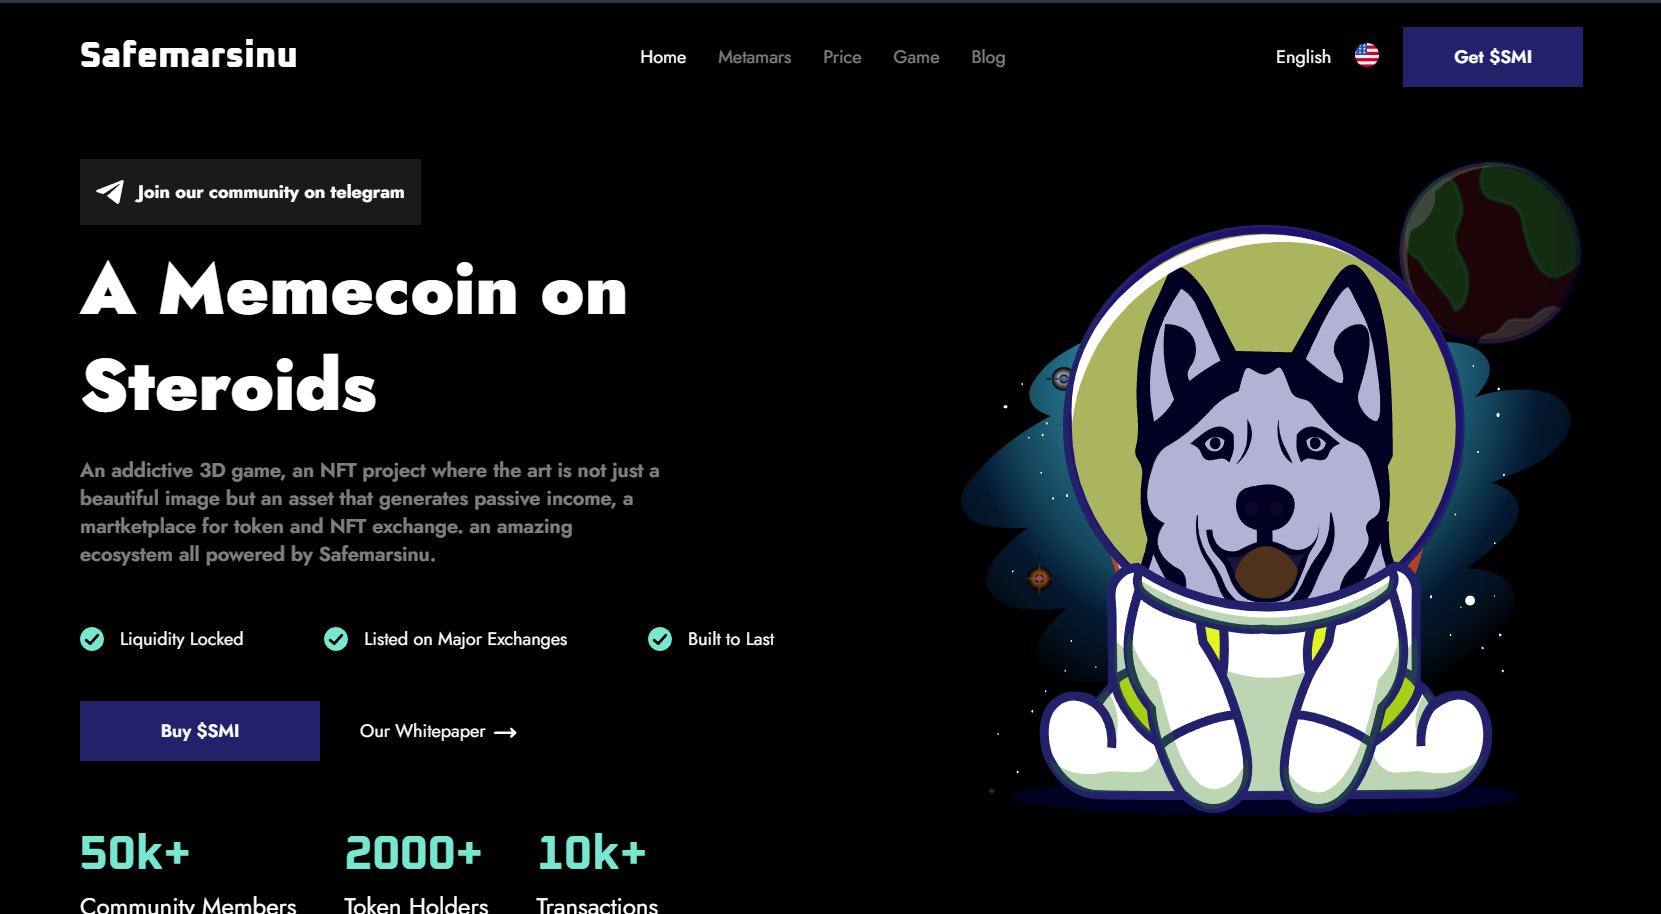 Safemarsinu
Home Metamars Price Game Blog
English
Get $SMI
Join our community on telegram
A Memecoin on
Steroids
An addictive 3D game, an NFT project where the art is not just a
beautiful image but an asset that generates passive income, a
martketplace for token and NFT exchange. an amazing
ecosystem all powered by Safemarsinu.
Liquidity Locked
Listed on Major Exchanges
Built to Last
Buy $SMI
Our Whitepaper →
50k+ 2000+ 10k+
Community Members Token Holders Transactions